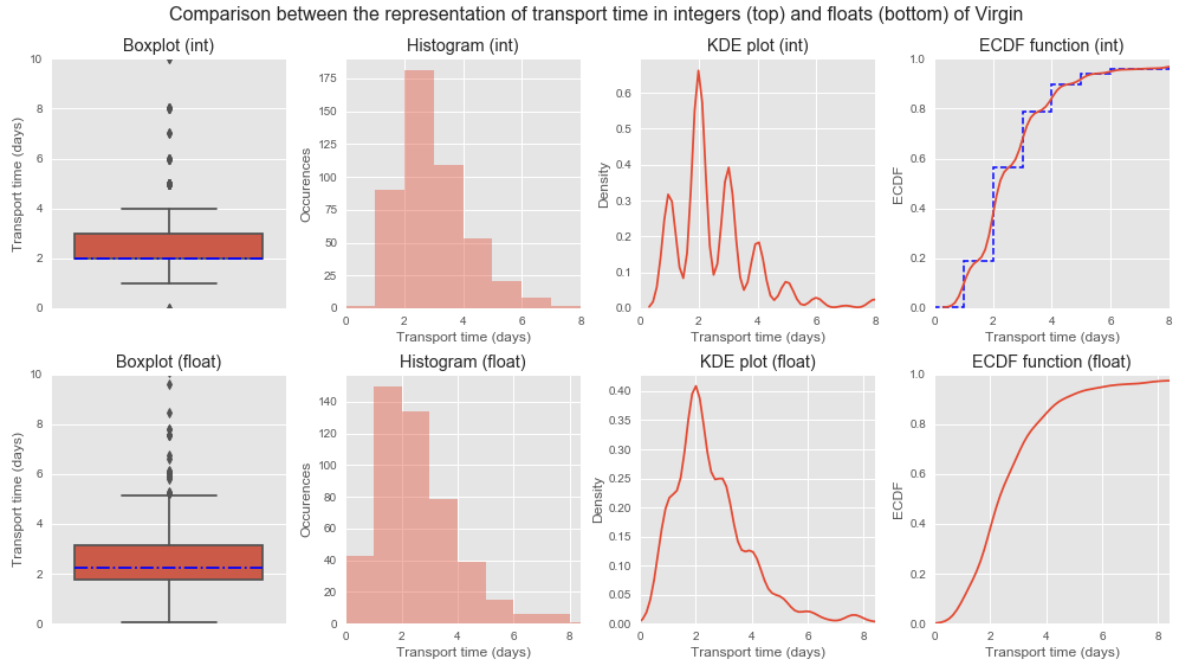 Comparison between the representation of transport time in integers (top) and floats (bottom) of Virgin
Boxplot (int)
Transport time (days)
10
8
6
4
2
0
Histogram (int)
Occurences
175
150
125
100
75
50
25
0
0 2 4 6 8
Transport time (days)
KDE plot (int)
Density
0.6
0.5
0.4
0.3
0.2
0.1
0.0
0 2 4 6 8
Transport time (days)
ECDF function (int)
ECDF
1.0
0.8
0.6
0.4
0.2
0.0
0 2 4 6 8
Transport time (days)
Boxplot (float)
Transport time (days)
10
8
6
4
2
0
Histogram (float)
Occurences
140
120
100
80
60
40
20
0
0 2 4 6 8
Transport time (days)
KDE plot (float)
Density
0.40
0.35
0.30
0.25
0.20
0.15
0.10
0.05
0.00
0 2 4 6 8
Transport time (days)
ECDF function (float)
ECDF
1.0
0.8
0.6
0.4
0.2
0.0
0 2 4 6 8
Transport time (days)